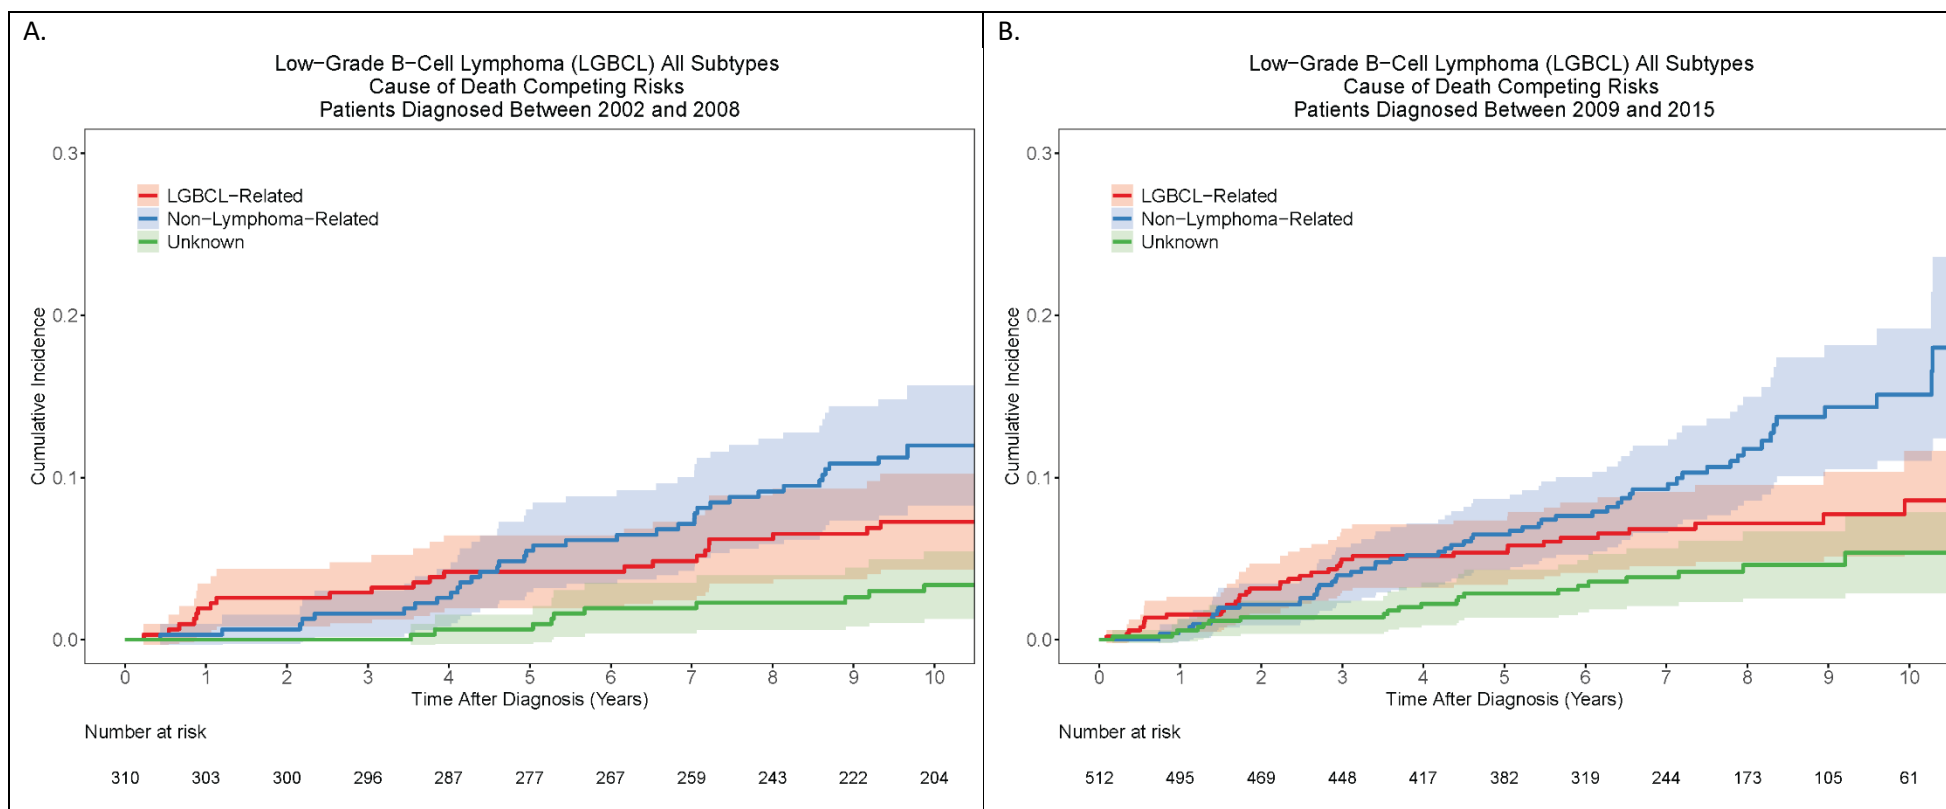 A.
Low−Grade B−Cell Lymphoma (LGBCL) All Subtypes
Cause of Death Competing Risks
Patients Diagnosed Between 2002 and 2008
0.3
0.2
0.1
0.0
Cumulative Incidence
LGBCL−Related
Non−Lymphoma−Related
Unknown
0 1 2 3 4 5 6 7 8 9 10
Time After Diagnosis (Years)
Number at risk
310 303 300 296 287 277 267 259 243 222 204
B.
Low−Grade B−Cell Lymphoma (LGBCL) All Subtypes
Cause of Death Competing Risks
Patients Diagnosed Between 2009 and 2015
0.3
0.2
0.1
0.0
Cumulative Incidence
LGBCL−Related
Non−Lymphoma−Related
Unknown
0 1 2 3 4 5 6 7 8 9 10
Time After Diagnosis (Years)
Number at risk
512 495 469 448 417 382 319 244 173 105 61